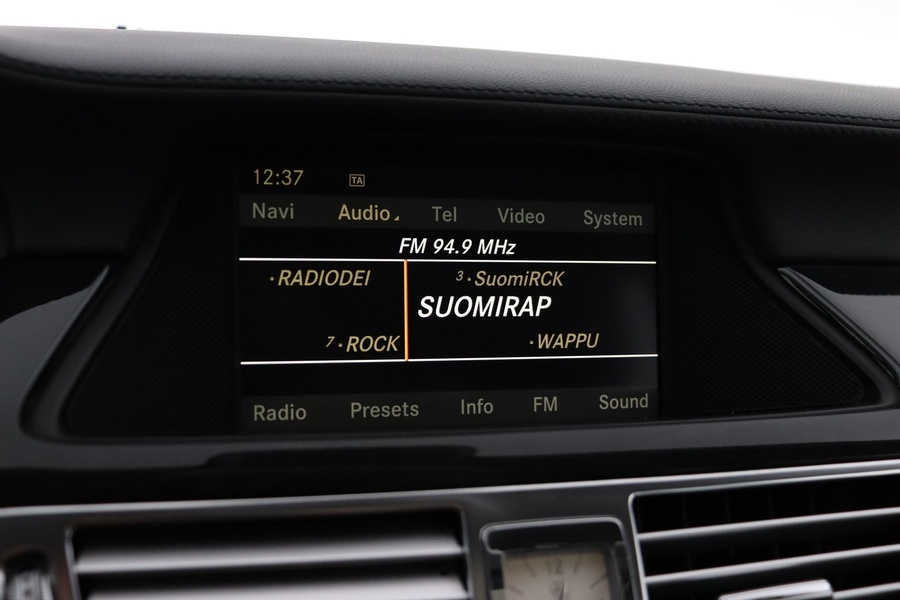 12:37 TA
Navi Audio Tel Video System
FM 94.9 MHz
·RADIODEI 3·SuomiRCK
SUOMIRAP
7·ROCK ·WAPPU
Radio Presets Info FM Sound